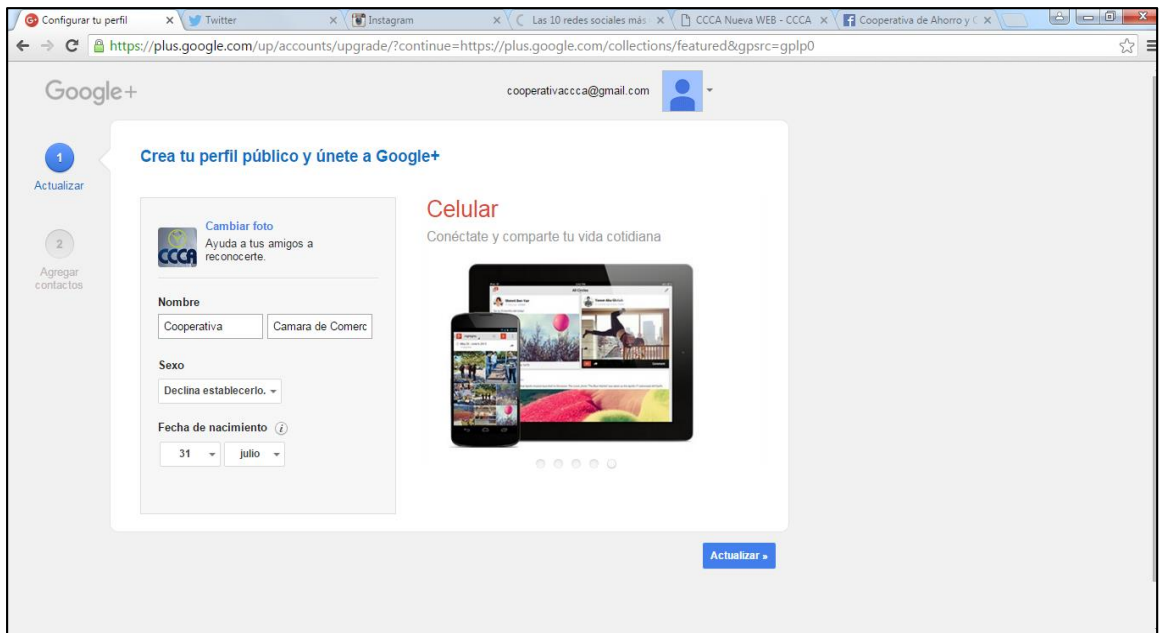 Configurar tu perfil
Twitter
Instagram
Las 10 redes sociales más
CCCA Nueva WEB - CCCA
Cooperativa de Ahorro y C
https://plus.google.com/up/accounts/upgrade/?continue=https://plus.google.com/collections/featured&gpsrc=gplp0
Google+
cooperativaccca@gmail.com
1
Actualizar
2
Agregar
contactos
Crea tu perfil público y únete a Google+
CCCA
Cambiar foto
Ayuda a tus amigos a
reconocerte.
Nombre
Cooperativa
Camara de Comerc
Sexo
Declina establecerlo.
Fecha de nacimiento i
31
julio
Celular
Conéctate y comparte tu vida cotidiana
Actualizar »